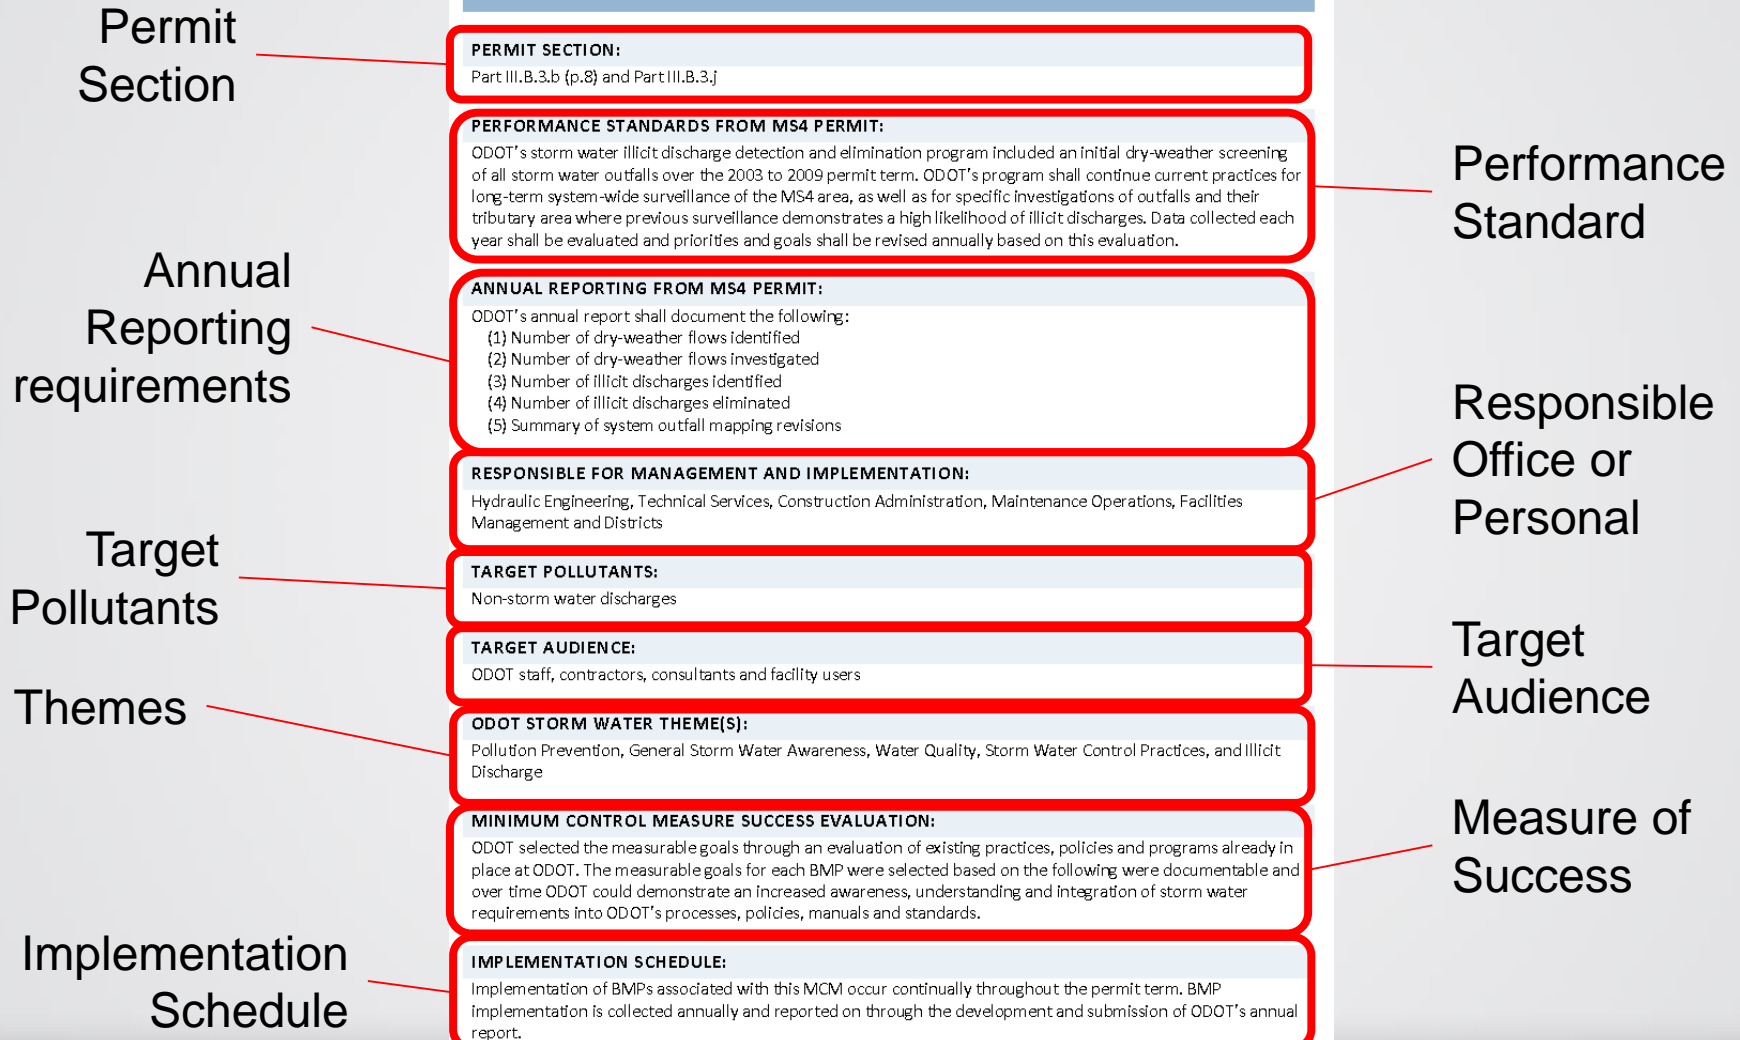 Permit
Section
PERMIT SECTION:
Part III.B.3.b (p.8) and Part III.B.3.j
PERFORMANCE STANDARDS FROM MS4 PERMIT:
ODOT's storm water illicit discharge detection and elimination program included an initial dry-weather screening
of all storm water outfalls over the 2003 to 2009 permit term. ODOT's program shall continue current practices for
long-term system-wide surveillance of the MS4 area, as well as for specific investigations of outfalls and their
tributary area where previous surveillance demonstrates a high likelihood of illicit discharges. Data collected each
year shall be evaluated and priorities and goals shall be revised annually based on this evaluation.
Performance
Standard
Annual
Reporting
requirements
ANNUAL REPORTING FROM MS4 PERMIT:
ODOT's annual report shall document the following:
(1) Number of dry-weather flows identified
(2) Number of dry-weather flows investigated
(3) Number of illicit discharges identified
(4) Number of illicit discharges eliminated
(5) Summary of system outfall mapping revisions
RESPONSIBLE FOR MANAGEMENT AND IMPLEMENTATION:
Hydraulic Engineering, Technical Services, Construction Administration, Maintenance Operations, Facilities
Management and Districts
Responsible
Office or
Personal
Target
Pollutants
TARGET POLLUTANTS:
Non-storm water discharges
TARGET AUDIENCE:
ODOT staff, contractors, consultants and facility users
Target
Audience
Themes
ODOT STORM WATER THEME(S):
Pollution Prevention, General Storm Water Awareness, Water Quality, Storm Water Control Practices, and Illicit
Discharge
MINIMUM CONTROL MEASURE SUCCESS EVALUATION:
ODOT selected the measurable goals through an evaluation of existing practices, policies and programs already in
place at ODOT. The measurable goals for each BMP were selected based on the following were documentable and
over time ODOT could demonstrate an increased awareness, understanding and integration of storm water
requirements into ODOT's processes, policies, manuals and standards.
Measure of
Success
Implementation
Schedule
IMPLEMENTATION SCHEDULE:
Implementation of BMPs associated with this MCM occur continually throughout the permit term. BMP
implementation is collected annually and reported on through the development and submission of ODOT's annual
report.